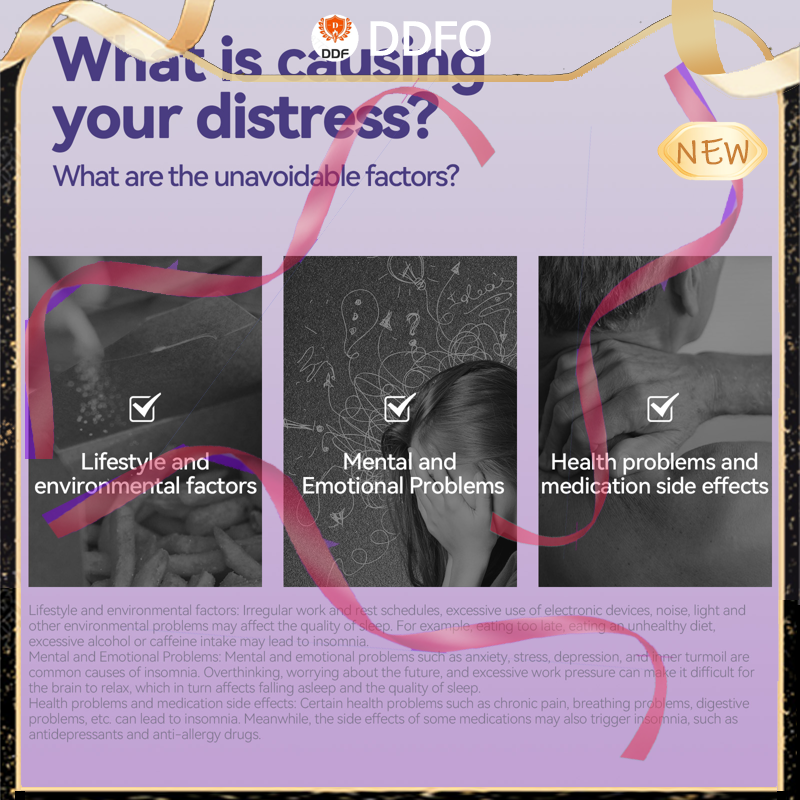 DDFO
DDF
What is causing
your distress?
What are the unavoidable factors?
NEW
Ideas
Lifestyle and
environmental factors
Mental and
Emotional Problems
Health problems and
medication side effects
Lifestyle and environmental factors: Irregular work and rest schedules, excessive use of electronic devices, noise, light and
other environmental problems may affect the quality of sleep. For example, eating too late, eating an unhealthy diet,
excessive alcohol or caffeine intake may lead to insomnia.
Mental and Emotional Problems: Mental and emotional problems such as anxiety, stress, depression, and inner turmoil are
common causes of insomnia. Overthinking, worrying about the future, and excessive work pressure can make it difficult for
the brain to relax, which in turn affects falling asleep and the quality of sleep.
Health problems and medication side effects: Certain health problems such as chronic pain, breathing problems, digestive
problems, etc. can lead to insomnia. Meanwhile, the side effects of some medications may also trigger insomnia, such as
antidepressants and anti-allergy drugs.